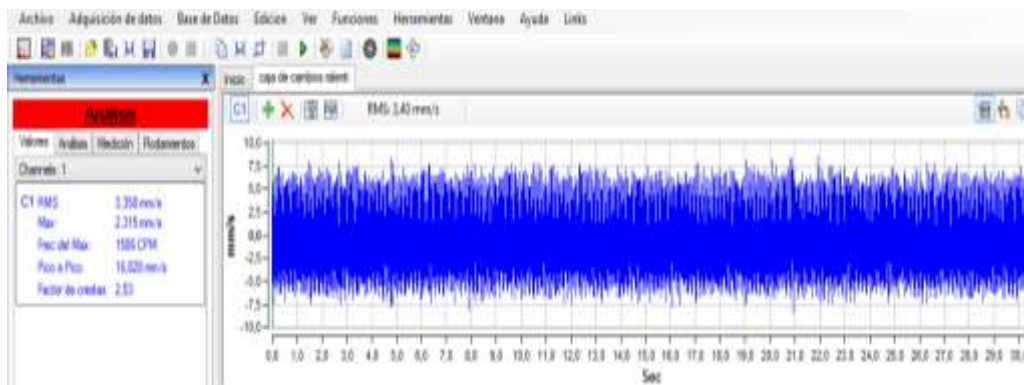 Archivo Adquisición de datos Base de Datos Edicion Ver Funciones Herramientas Ventana Ayuda Links
Herramientas X
Inicio caja de cambios ralenti
Análisis
C1 RMS: 3,40 mm/s
Valores Análisis Medición Rodamientos
Channels: 1
C1 RMS: 3,350 mm/s
Max: 2,315 mm/s
Frec del Max: 1586 CPM
Pico a Pico: 16,828 mm/s
Factor de crestas: 2,53
mm/s
10,0
7,5
5,0
2,5
0,0
-2,5
-5,0
-7,5
-10,0
0,0 1,0 2,0 3,0 4,0 5,0 6,0 7,0 8,0 9,0 10,0 11,0 12,0 13,0 14,0 15,0 16,0 17,0 18,0 19,0 20,0 21,0 22,0 23,0 24,0 25,0 26,0 27,0 28,0 29,0
Sec